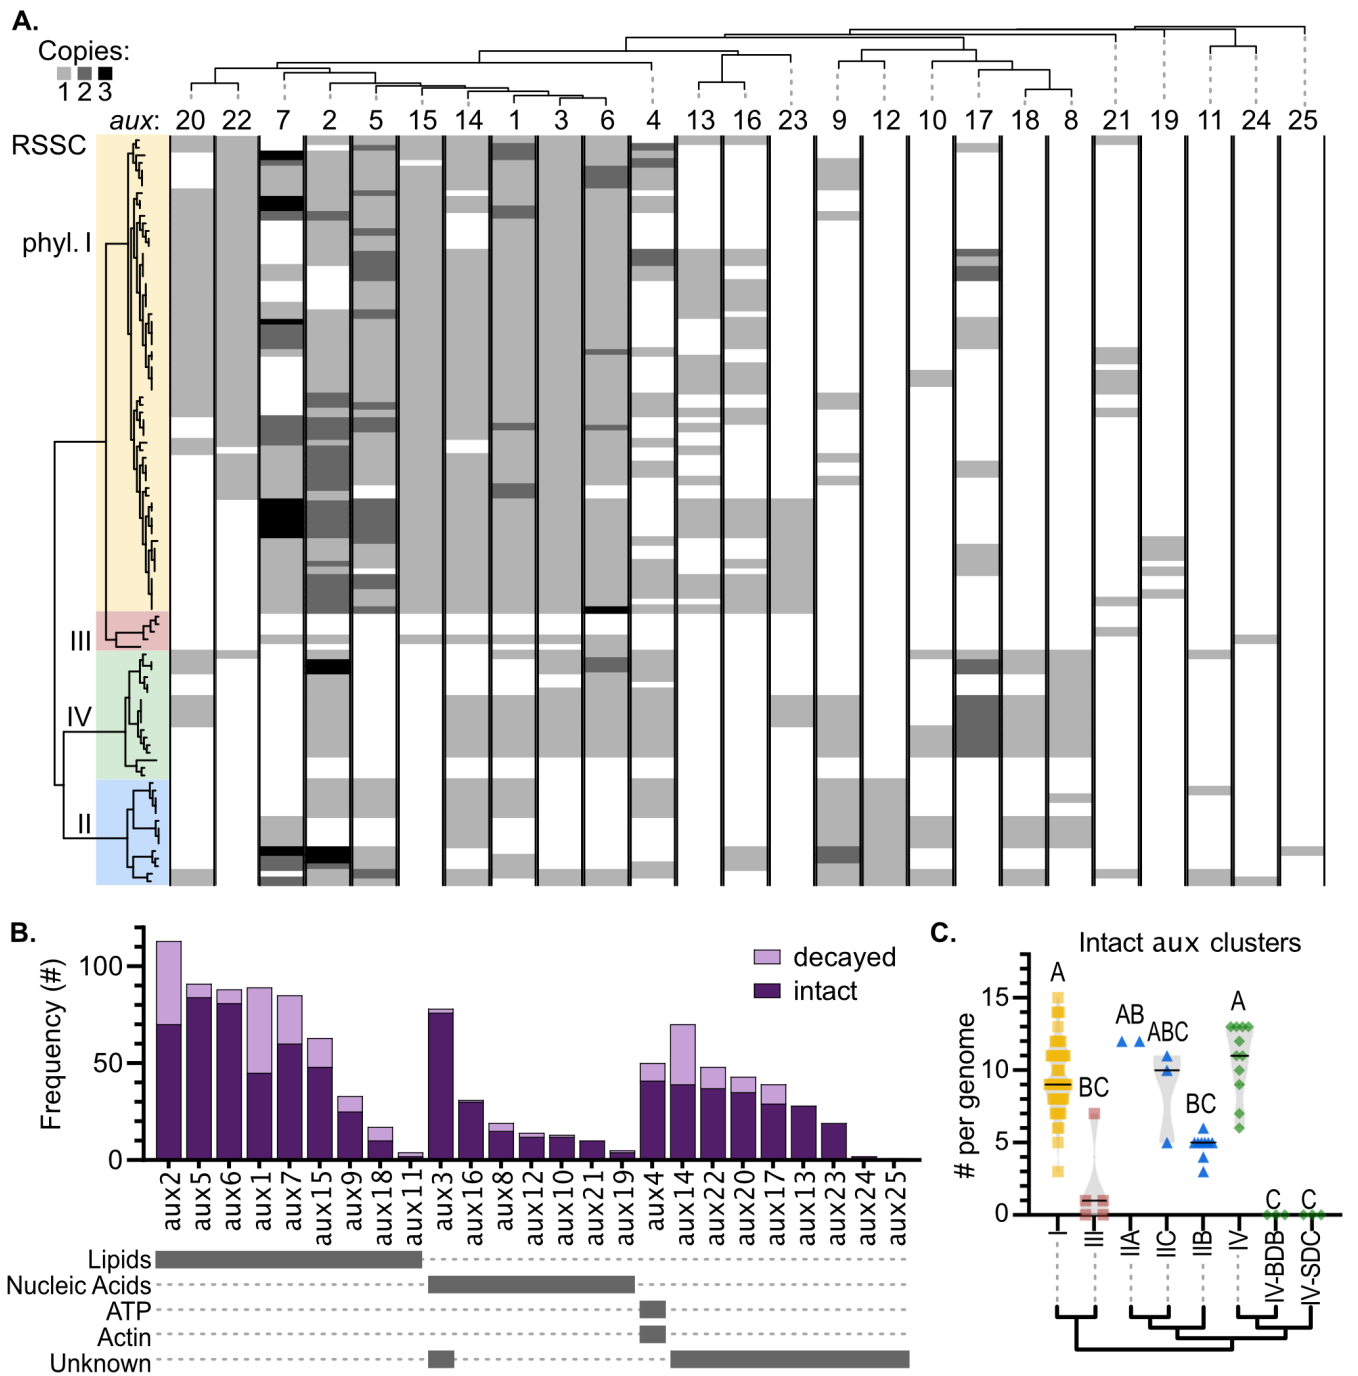 A.
Copies:
1 2 3
aux: 20 22 7 2 5 15 14 1 3 6 4 13 16 23 9 12 10 17 18 8 21 19 11 24 25
RSSC
phyl. I
III
IV
II
B.
Frequency (#)
100
50
0
decayed
intact
aux2 aux5 aux6 aux1 aux7 aux15 aux9 aux18 aux11 aux3 aux16 aux8 aux12 aux10 aux21 aux19 aux4 aux14 aux22 aux20 aux17 aux13 aux23 aux24 aux25
Lipids
Nucleic Acids
ATP
Actin
Unknown
C.
Intact aux clusters
# per genome
15
10
5
0
A BC AB ABC BC A C C
I III IIA IIC IIB IV IV-BDB IV-SDC